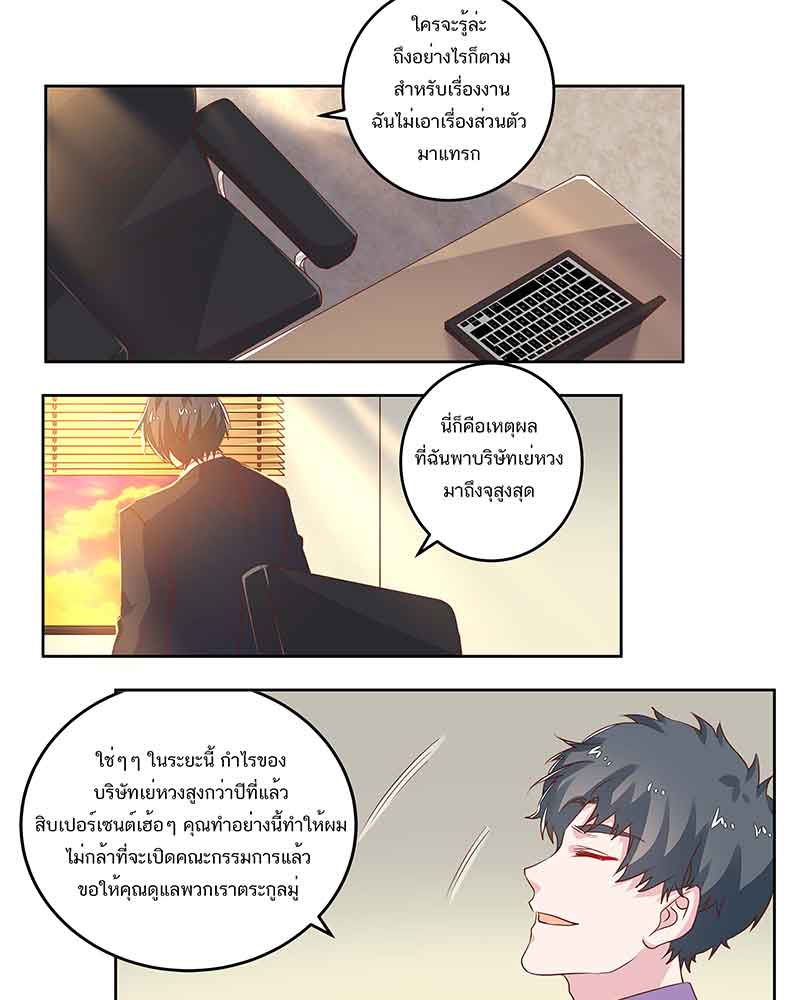 ใครจะรู้ล่ะ
ถึงอย่างไรก็ตาม
สำหรับเรื่องงาน
ฉันไม่เอาเรื่องส่วนตัว
มาแทรก
นี่ก็คือเหตุผล
ที่ฉันพาบริษัทเย่หวง
มาถึงจุสูงสุด
ใช่ๆๆ ในระยะนี้ กำไรของ
บริษัทเย่หวงสูงกว่าปีที่แล้ว
สิบเปอร์เซนต์เฮ้อๆ คุณทำอย่างนี้ทำให้ผม
ไม่กล้าที่จะเปิดคณะกรรมการแล้ว
ขอให้คุณดูแลพวกเราตระกูลมู่